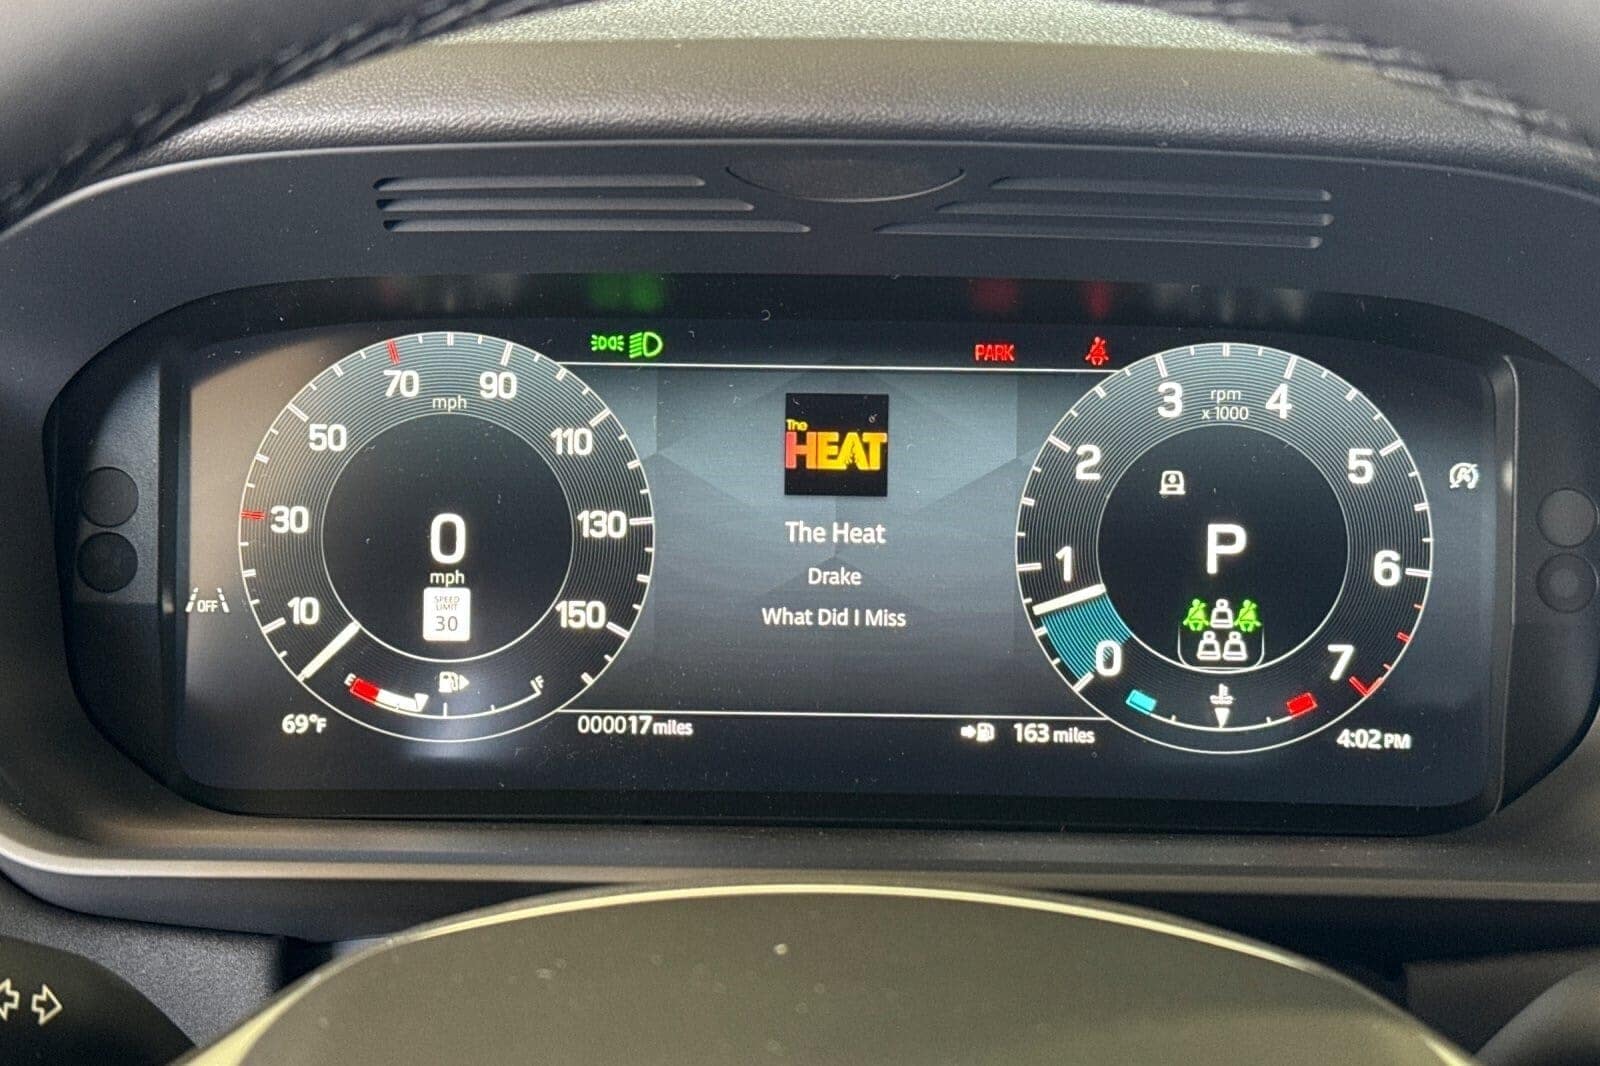 PARK
70
90
mph
50
110
30
130
10
150
0
mph
SPEED
LIMIT
30
E
F
OFF
69°F
000017 miles
The
HEAT
The Heat
Drake
What Did I Miss
163 miles
3
rpm
x 1000
4
2
5
1
6
0
7
P
A
4:02 PM